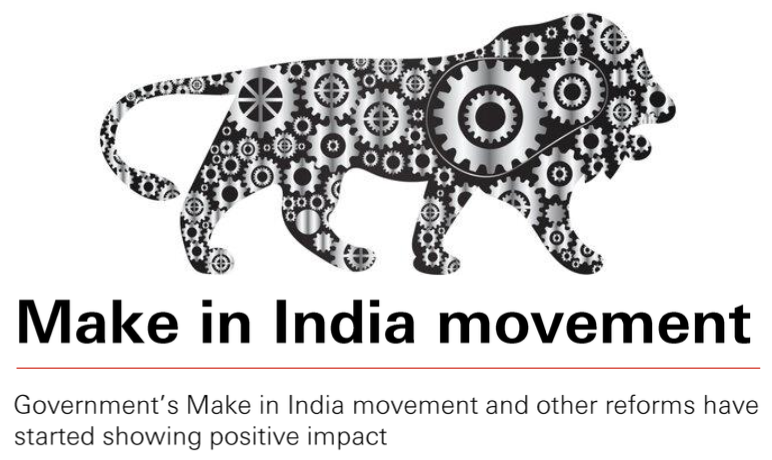 Make in India movement
Government’s Make in India movement and other reforms have
started showing positive impact